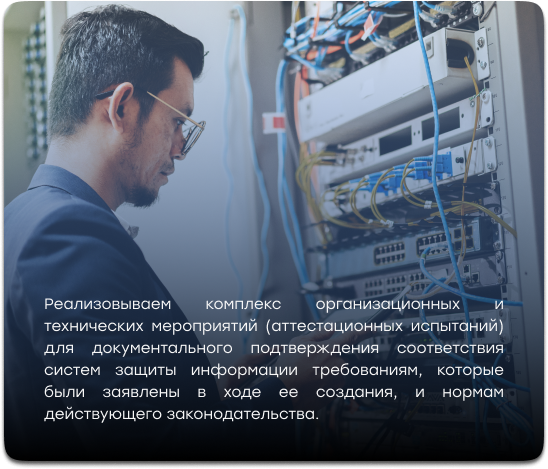 Реализовываем комплекс организационных и
технических мероприятий (аттестационных испытаний)
для документального подтверждения соответствия
систем защиты информации требованиям, которые
были заявлены в ходе ее создания, и нормам
действующего законодательства.